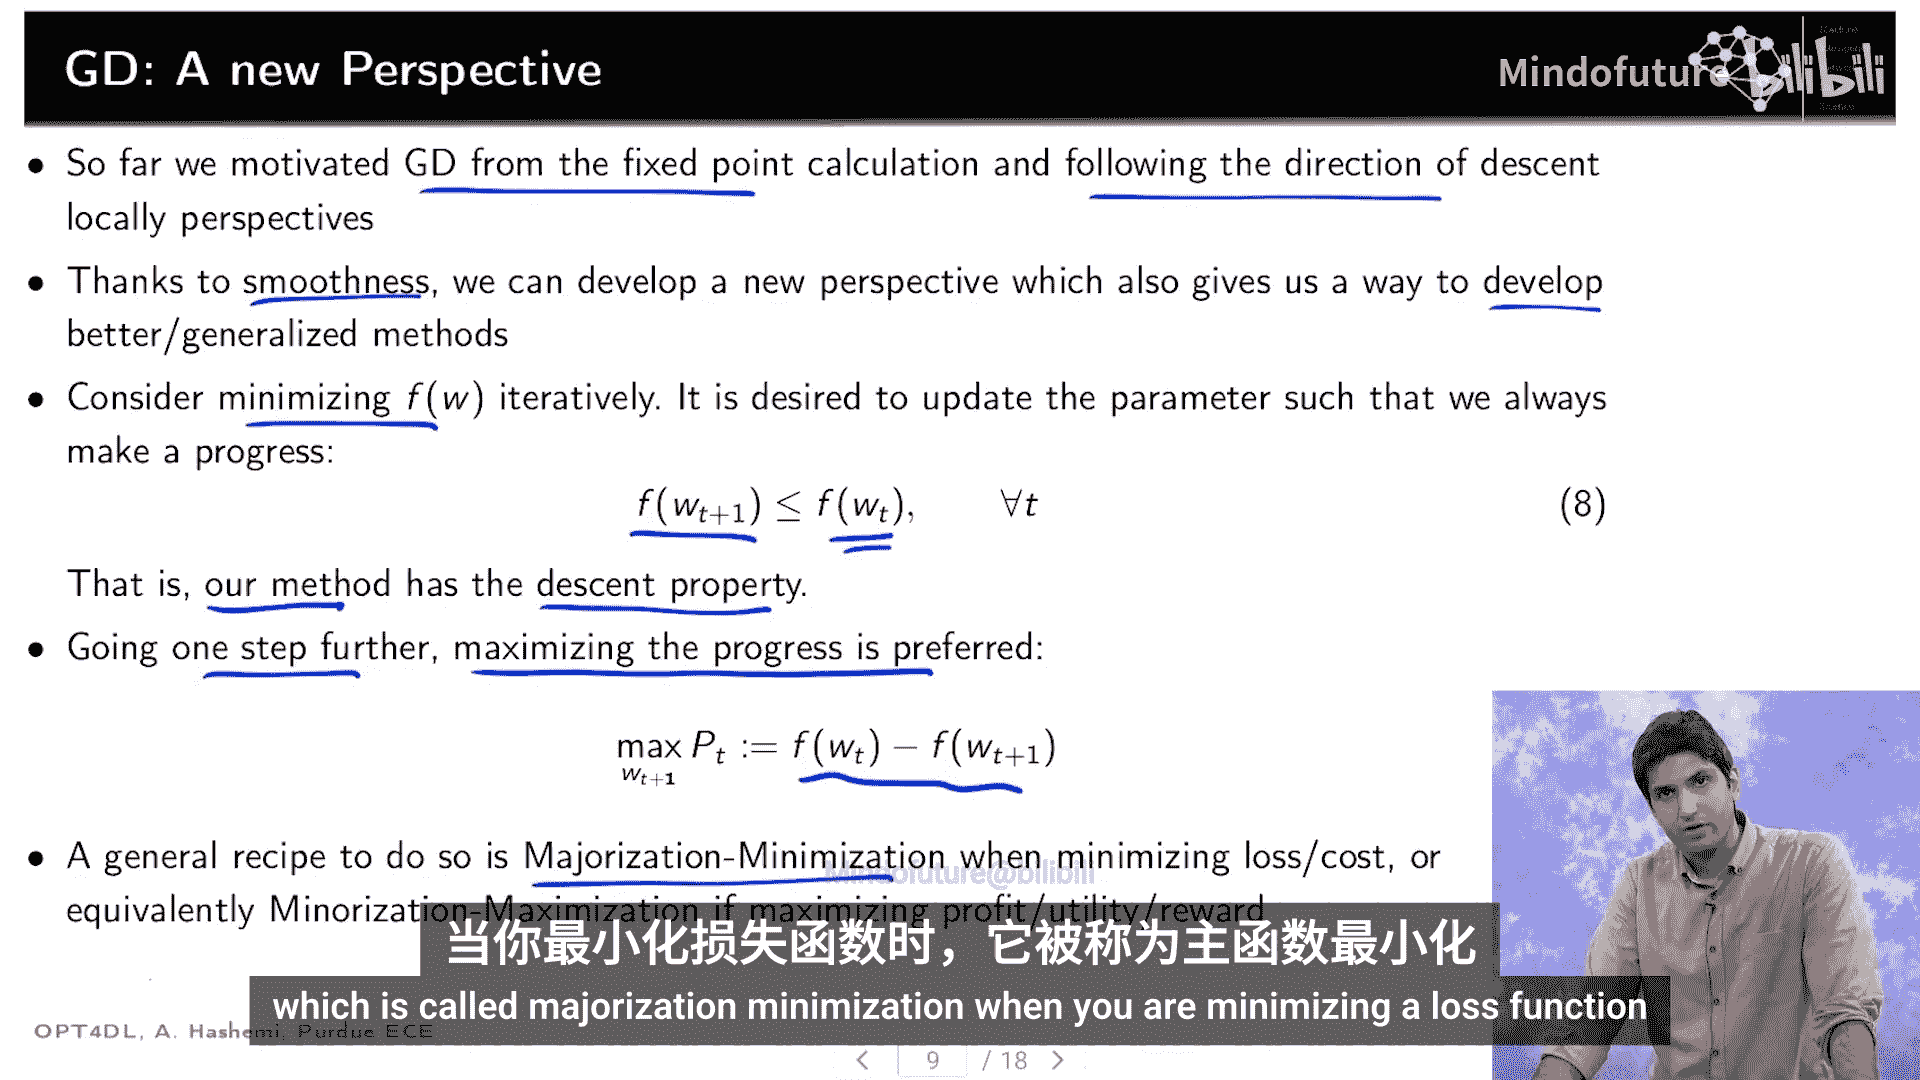 GD: A new Perspective
Mindofuture
bilibili
• So far we motivated GD from the fixed point calculation and following the direction of descent
locally perspectives
• Thanks to smoothness, we can develop a new perspective which also gives us a way to develop
better/generalized methods
• Consider minimizing f(w) iteratively. It is desired to update the parameter such that we always
make a progress:
f(w_{t+1}) ≤ f(w_t), ∀t (8)
That is, our method has the descent property.
• Going one step further, maximizing the progress is preferred:
max_{w_{t+1}} P_t := f(w_t) − f(w_{t+1})
• A general recipe to do so is Majorization-Minimization when minimizing loss/cost, or
Mindofuture@bilibili
equivalently Minorization-Maximization if maximizing profit/utility/reward
当你最小化损失函数时，它被称为主函数最小化
which is called majorization minimization when you are minimizing a loss function
OPT4DL, A. Hashemi, Purdue ECE
9 / 18